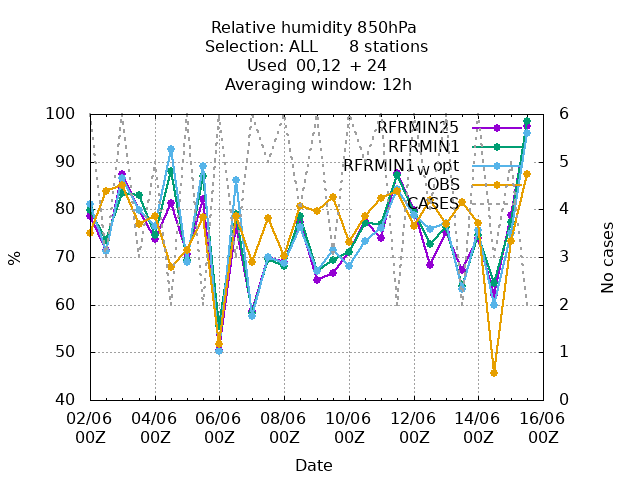 Relative humidity 850hPa
Selection: ALL      8 stations
Used  00,12  + 24
Averaging window: 12h
100 6
RFRMIN25
RFRMIN1
90 5
RFRMIN1w opt
OBS
80 4
CASES
70 3
60 2
50 1
40 0
%
No cases
02/06 04/06 06/06 08/06 10/06 12/06 14/06 16/06
00Z 00Z 00Z 00Z 00Z 00Z 00Z 00Z
Date